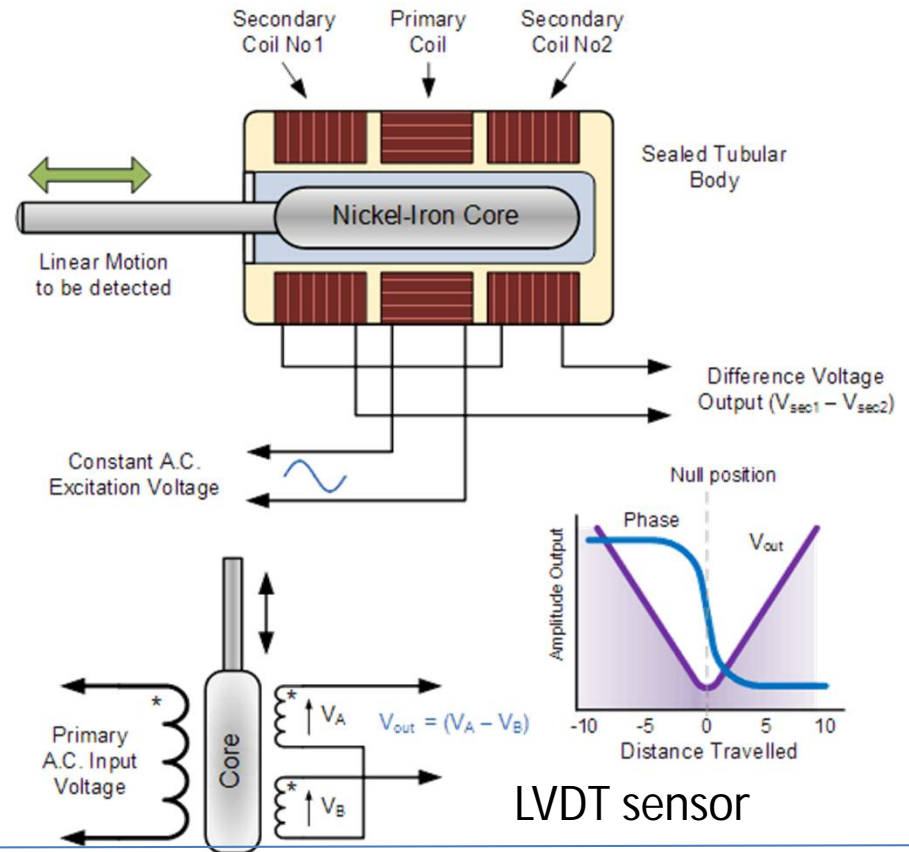 Secondary
Coil No1
Primary
Coil
Secondary
Coil No2
Sealed Tubular
Body
Nickel-Iron Core
Linear Motion
to be detected
Difference Voltage
Output (Vsec1 – Vsec2)
Constant A.C.
Excitation Voltage
Null position
Phase
Vout
Amplitude Output
-10 -5 0 5 10
Distance Travelled
* *
VA
Vout = (VA – VB)
Primary
A.C. Input
Voltage
Core
*
VB
LVDT sensor